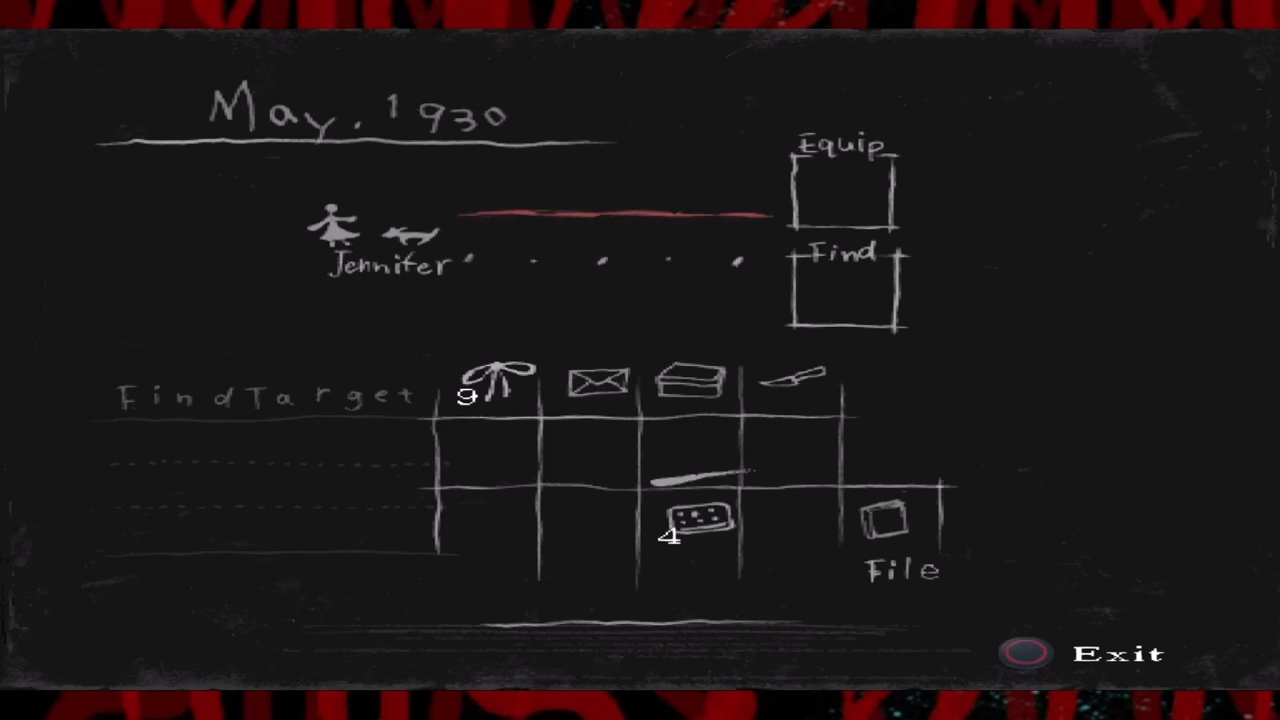 May. 1930
Equip
Find
Jennifer
FindTarget
9
4
File
Exit